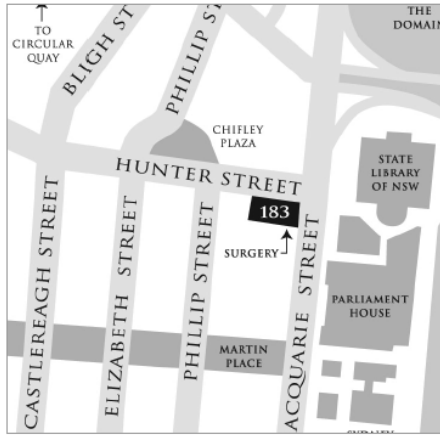 TO
CIRCULAR
QUAY
BLIGH ST
PHILLIP ST
THE
DOMAIN
CHIFLEY
PLAZA
HUNTER STREET
STATE
LIBRARY
OF NSW
183
SURGERY
CASTLEREAGH STREET
ELIZABETH STREET
PHILLIP STREET
ACQUARIE STREET
PARLIAMENT
HOUSE
MARTIN
PLACE
SYDNEY